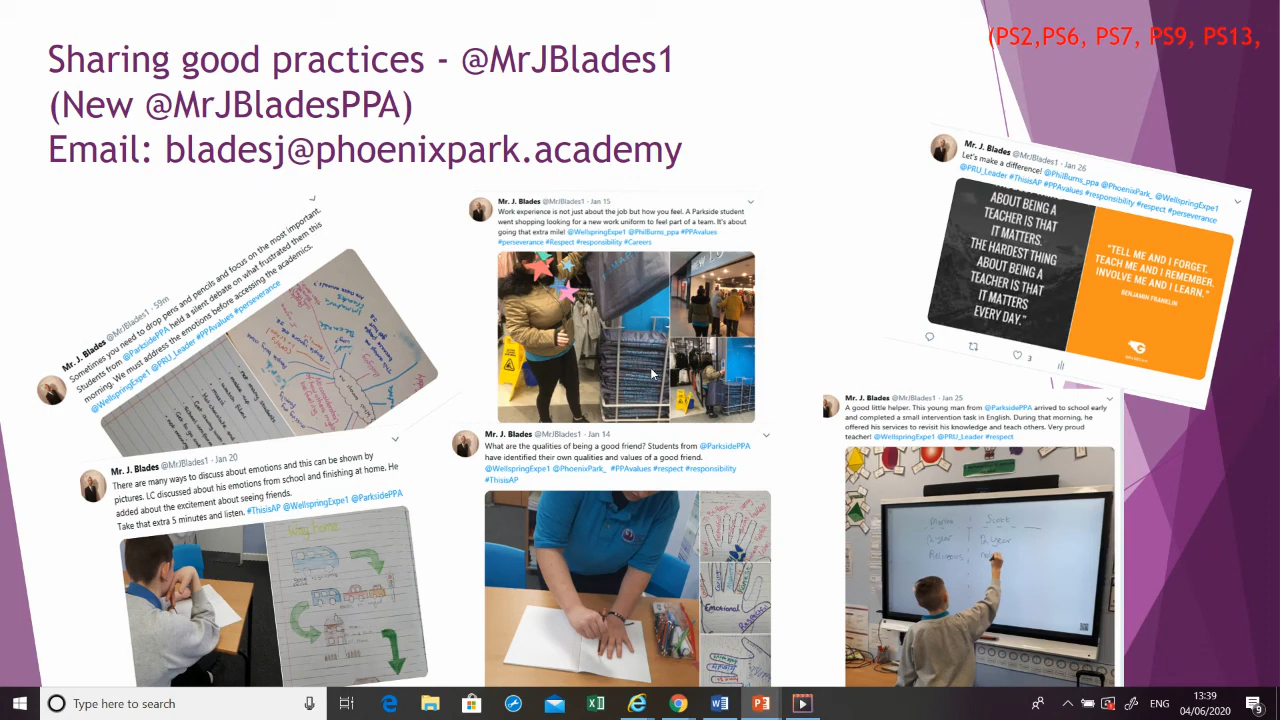 (PS2,PS6, PS7, PS9, PS13,
Sharing good practices - @MrJBlades1
(New @MrJBladesPPA)
Email: bladesj@phoenixpark.academy
Mr. J. Blades @MrJBlades1 · 59m
Sometimes you need to drop pens and pencils and focus on the most important.
Students from @ParksidePPA held a silent debate on what frustrated them this
morning. We must address the emotions before accessing the academics.
@WellspringExpe1 @PRU_Leader #PPAvalues #perseverance
Mr. J. Blades @MrJBlades1 · Jan 15
Work experience is not just about the job but how you feel. A Parkside student
went shopping looking for a new work uniform to feel part of a team. It's about
going that extra mile! @WellspringExpe1 @PhilBurns_ppa #PPAvalues
#perseverance #Respect #responsibility #Careers
Mr. J. Blades @MrJBlades1 · Jan 26
Let's make a difference! @PhilBurns_ppa @PhoenixPark_ @WellspringExpe1
@PRU_Leader #ThisisAP #PPAvalues #responsibility #respect #perseverance
ABOUT BEING A
TEACHER IS THAT
IT MATTERS.
THE HARDEST
THING
ABOUT BEING A
TEACHER IS THAT
IT MATTERS
EVERY DAY."
"TELL ME AND I FORGET.
TEACH ME AND I REMEMBER.
INVOLVE ME AND I LEARN."
BENJAMIN FRANKLIN
3
Mr. J. Blades @MrJBlades1 · Jan 20
There are many ways to discuss about emotions and this can be shown by
pictures. LC discussed about his emotions from school and finishing at home. He
added about the excitement about seeing friends.
Take that extra 5 minutes and listen. #ThisisAP @WellspringExpe1 @ParksidePPA
Way home
Mr. J. Blades @MrJBlades1 · Jan 14
What are the qualities of being a good friend? Students from @ParksidePPA
have identified their own qualities and values of a good friend.
@WellspringExpe1 @PhoenixPark_ #PPAvalues #respect #responsibility
#ThisisAP
Emotional
Mr. J. Blades @MrJBlades1 · Jan 25
A good little helper. This young man from @ParksidePPA arrived to school early
and completed a small intervention task in English. During that morning, he
offered his services to revisit his knowledge and teach others. Very proud
teacher! @WellspringExpe1 @PRU_Leader #respect
12 year
Type here to search
ENG
13:39
04/06/2020
9